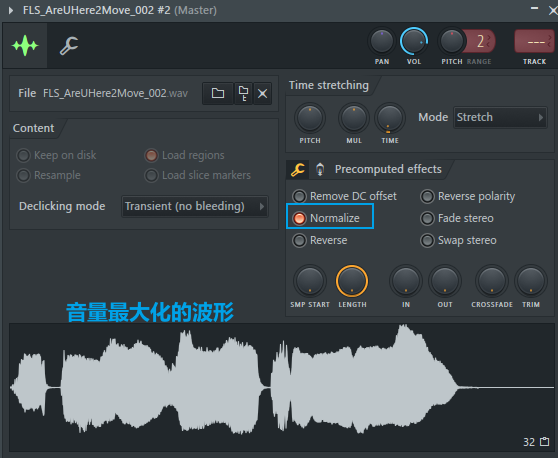 FLS_AreUHere2Move_002 #2 (Master)
PAN VOL PITCH 2 RANGE --- TRACK
File FLS_AreUHere2Move_002.wav
Content
Keep on disk Load regions
Resample Load slice markers
Declicking mode Transient (no bleeding)
Time stretching
PITCH MUL TIME Mode Stretch
Precomputed effects
Remove DC offset Reverse polarity
Normalize Fade stereo
Reverse Swap stereo
SMP START LENGTH IN OUT CROSSFADE TRIM
音量最大化的波形
32